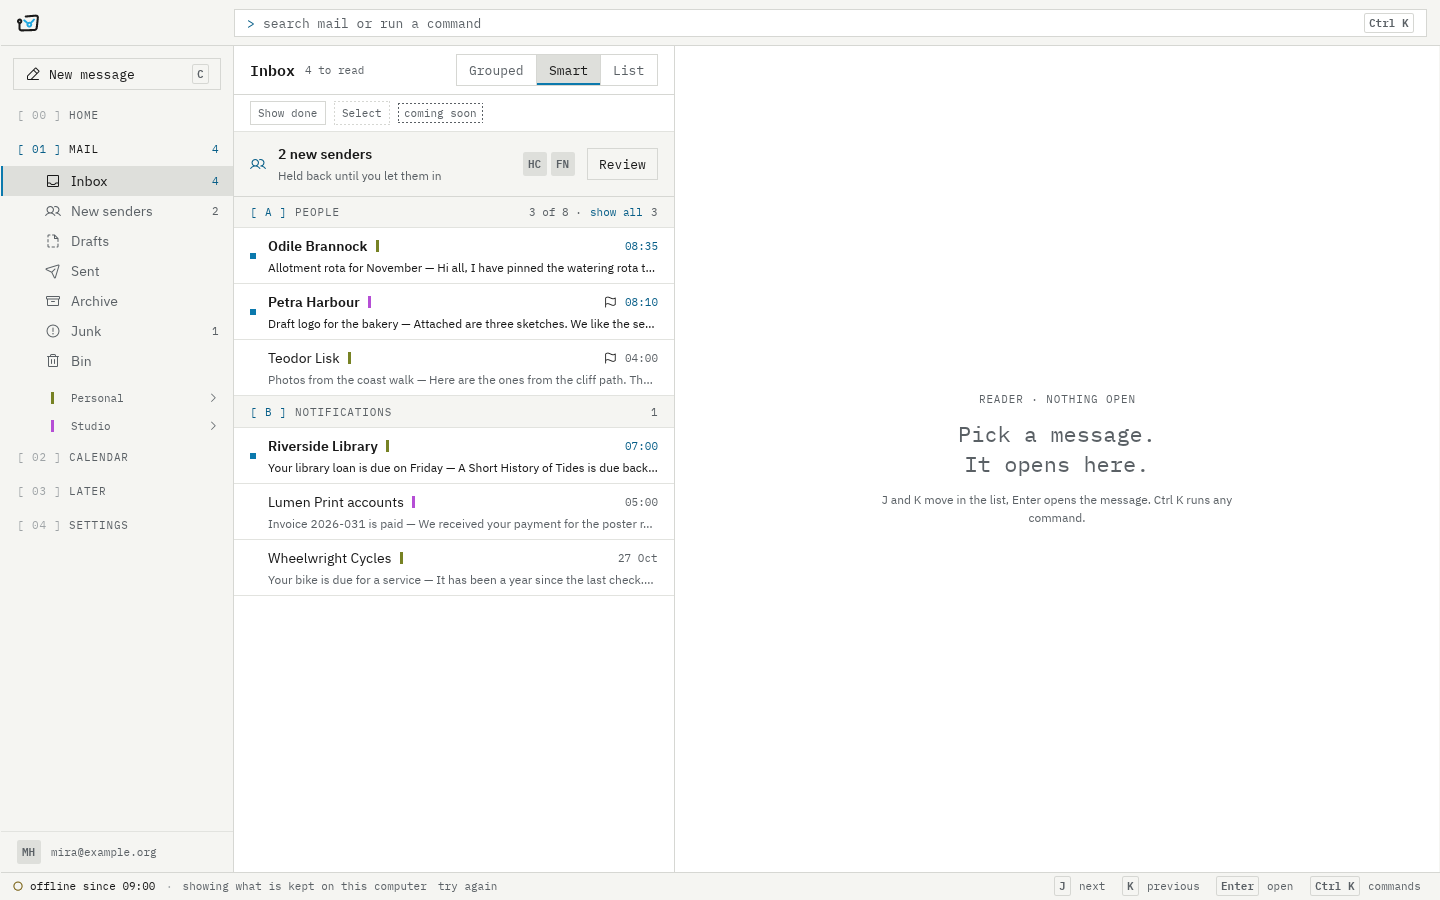 > search mail or run a command Ctrl K
New message C
Inbox 4 to read Grouped Smart List
[ 00 ] HOME
Show done Select coming soon
[ 01 ] MAIL 4
Inbox 4
New senders 2
Drafts
Sent
Archive
Junk 1
Bin
Personal
Studio
[ 02 ] CALENDAR
[ 03 ] LATER
[ 04 ] SETTINGS
MH mira@example.org
2 new senders
Held back until you let them in
HC FN Review
[ A ] PEOPLE 3 of 8 · show all 3
Odile Brannock 08:35
Allotment rota for November — Hi all, I have pinned the watering rota t…
Petra Harbour 08:10
Draft logo for the bakery — Attached are three sketches. We like the se…
Teodor Lisk 04:00
Photos from the coast walk — Here are the ones from the cliff path. Th…
[ B ] NOTIFICATIONS 1
Riverside Library 07:00
Your library loan is due on Friday — A Short History of Tides is due back…
Lumen Print accounts 05:00
Invoice 2026-031 is paid — We received your payment for the poster r…
Wheelwright Cycles 27 Oct
Your bike is due for a service — It has been a year since the last check.…
READER · NOTHING OPEN
Pick a message.
It opens here.
J and K move in the list, Enter opens the message. Ctrl K runs any
command.
offline since 09:00 · showing what is kept on this computer try again
J next K previous Enter open Ctrl K commands